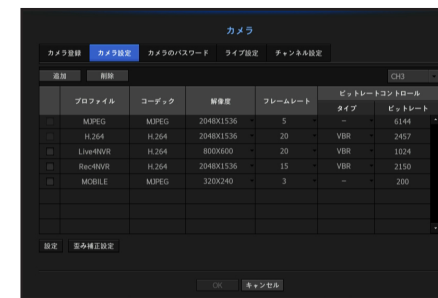 カメラ
カメラ登録 カメラ設定 カメラのパスワード ライブ設定 チャンネル設定
追加 削除 CH3
プロファイル コーデック 解像度 フレームレート ビットレートコントロール
タイプ ビットレート
MJPEG MJPEG 2048X1536 5 - 6144
H.264 H.264 2048X1536 20 VBR 2457
Live4NVR H.264 800X600 20 VBR 1024
Rec4NVR H.264 2048X1536 15 VBR 2150
MOBILE MJPEG 320X240 3 - 200
設定 歪み補正設定
OK キャンセル